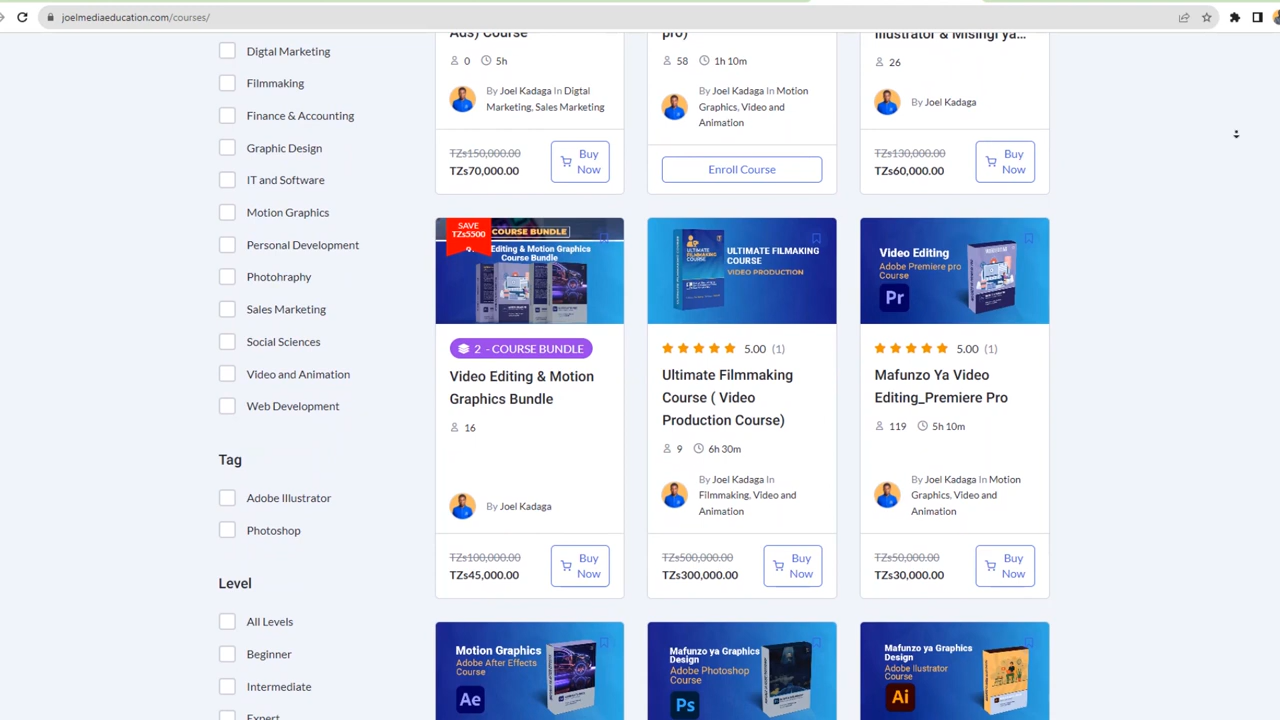 joelmediaeducation.com/courses/
Digtal Marketing
Filmmaking
Finance & Accounting
Graphic Design
IT and Software
Motion Graphics
Personal Development
Photohraphy
Sales Marketing
Social Sciences
Video and Animation
Web Development
Tag
Adobe Illustrator
Photoshop
Level
All Levels
Beginner
Intermediate
Expert
Ads) Course
0 5h
By Joel Kadaga In Digtal
Marketing, Sales Marketing
TZs150,000.00
TZs70,000.00
Buy
Now
pro)
58 1h 10m
By Joel Kadaga In Motion
Graphics, Video and
Animation
Enroll Course
Illustrator & Misingi ya...
26
By Joel Kadaga
TZs130,000.00
TZs60,000.00
Buy
Now
SAVE
TZs5500
COURSE BUNDLE
Editing & Motion Graphics
Course Bundle
2 - COURSE BUNDLE
Video Editing & Motion
Graphics Bundle
16
By Joel Kadaga
TZs100,000.00
TZs45,000.00
Buy
Now
ULTIMATE FILMAKING
COURSE
VIDEO PRODUCTION
5.00 (1)
Ultimate Filmmaking
Course ( Video
Production Course)
9 6h 30m
By Joel Kadaga In
Filmmaking, Video and
Animation
TZs500,000.00
TZs300,000.00
Buy
Now
Video Editing
Adobe Premiere pro
Course
Pr
5.00 (1)
Mafunzo Ya Video
Editing_Premiere Pro
119 5h 10m
By Joel Kadaga In Motion
Graphics, Video and
Animation
TZs50,000.00
TZs30,000.00
Buy
Now
Motion Graphics
Adobe After Effects
Course
Ae
Mafunzo ya Graphics
Design
Adobe Photoshop
Course
Ps
Mafunzo ya Graphics
Design
Adobe Ilustrator
Course
Ai